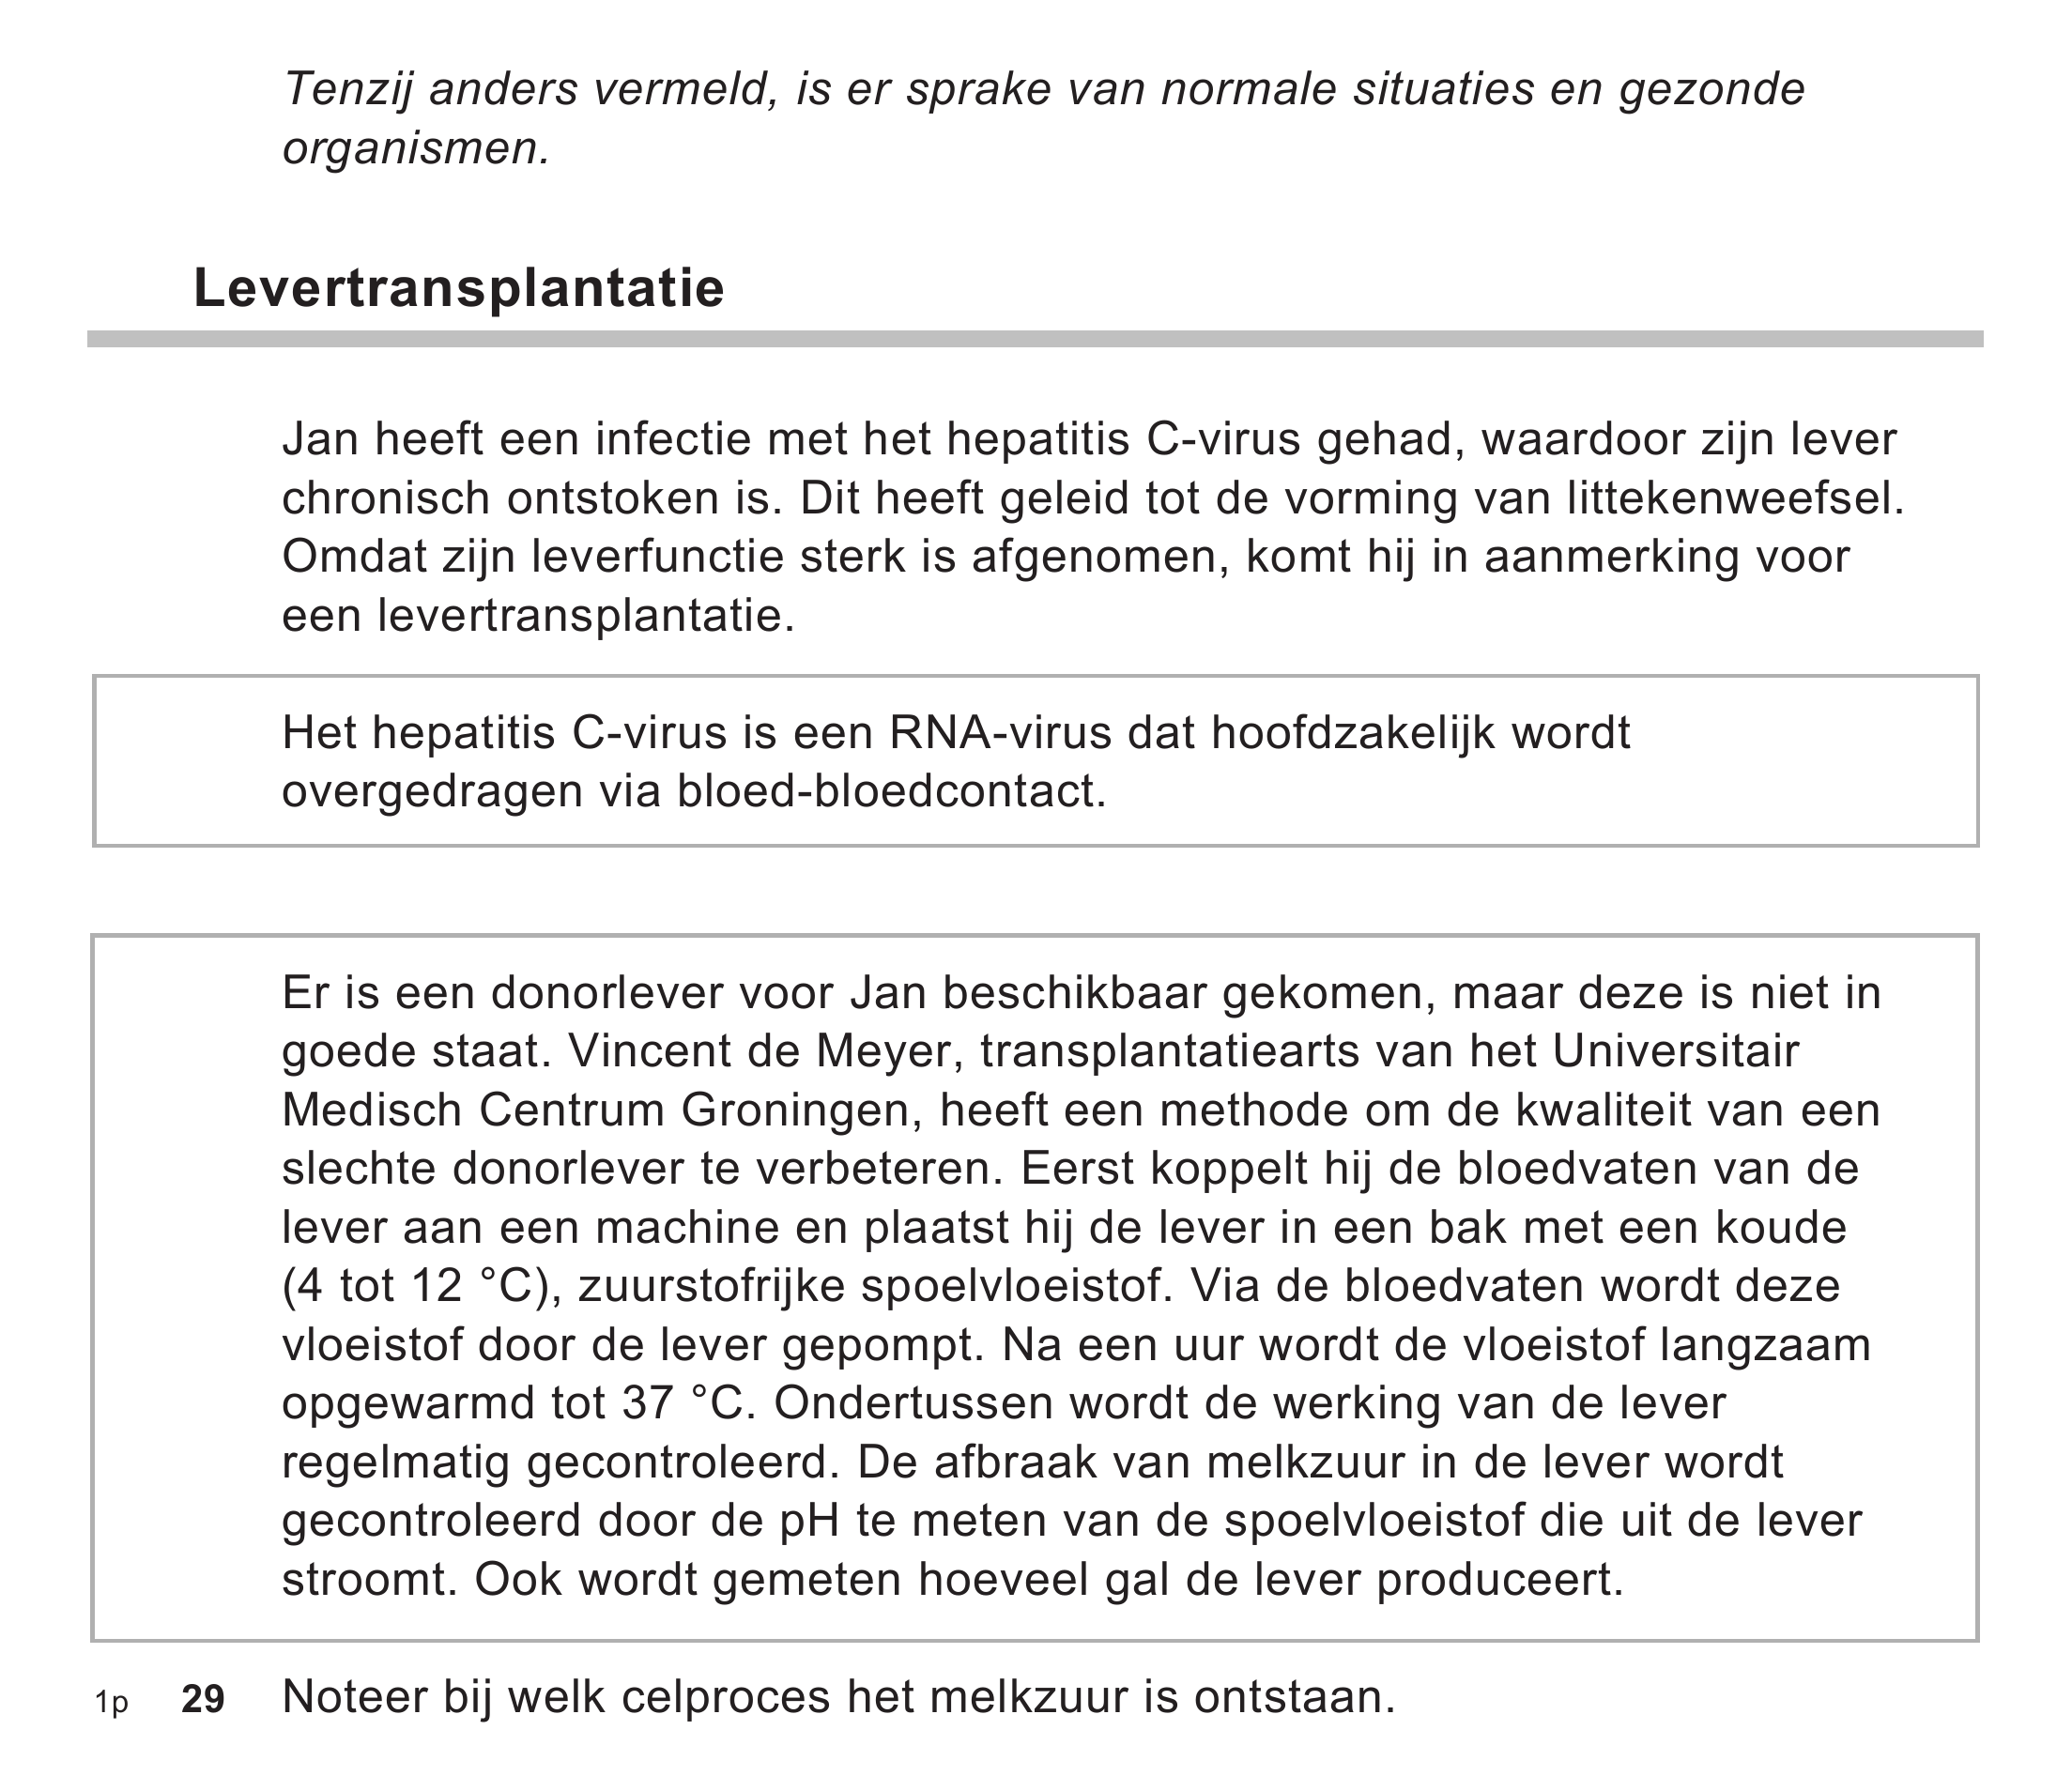 Tenzij anders vermeld, is er sprake van normale situaties en gezonde
organismen.
Levertransplantatie
Jan heeft een infectie met het hepatitis C-virus gehad, waardoor zijn lever
chronisch ontstoken is. Dit heeft geleid tot de vorming van littekenweefsel.
Omdat zijn leverfunctie sterk is afgenomen, komt hij in aanmerking voor
een levertransplantatie.
Het hepatitis C-virus is een RNA-virus dat hoofdzakelijk wordt
overgedragen via bloed-bloedcontact.
Er is een donorlever voor Jan beschikbaar gekomen, maar deze is niet in
goede staat. Vincent de Meyer, transplantatiearts van het Universitair
Medisch Centrum Groningen, heeft een methode om de kwaliteit van een
slechte donorlever te verbeteren. Eerst koppelt hij de bloedvaten van de
lever aan een machine en plaatst hij de lever in een bak met een koude
(4 tot 12 °C), zuurstofrijke spoelvloeistof. Via de bloedvaten wordt deze
vloeistof door de lever gepompt. Na een uur wordt de vloeistof langzaam
opgewarmd tot 37 °C. Ondertussen wordt de werking van de lever
regelmatig gecontroleerd. De afbraak van melkzuur in de lever wordt
gecontroleerd door de pH te meten van de spoelvloeistof die uit de lever
stroomt. Ook wordt gemeten hoeveel gal de lever produceert.
1p 29 Noteer bij welk celproces het melkzuur is ontstaan.